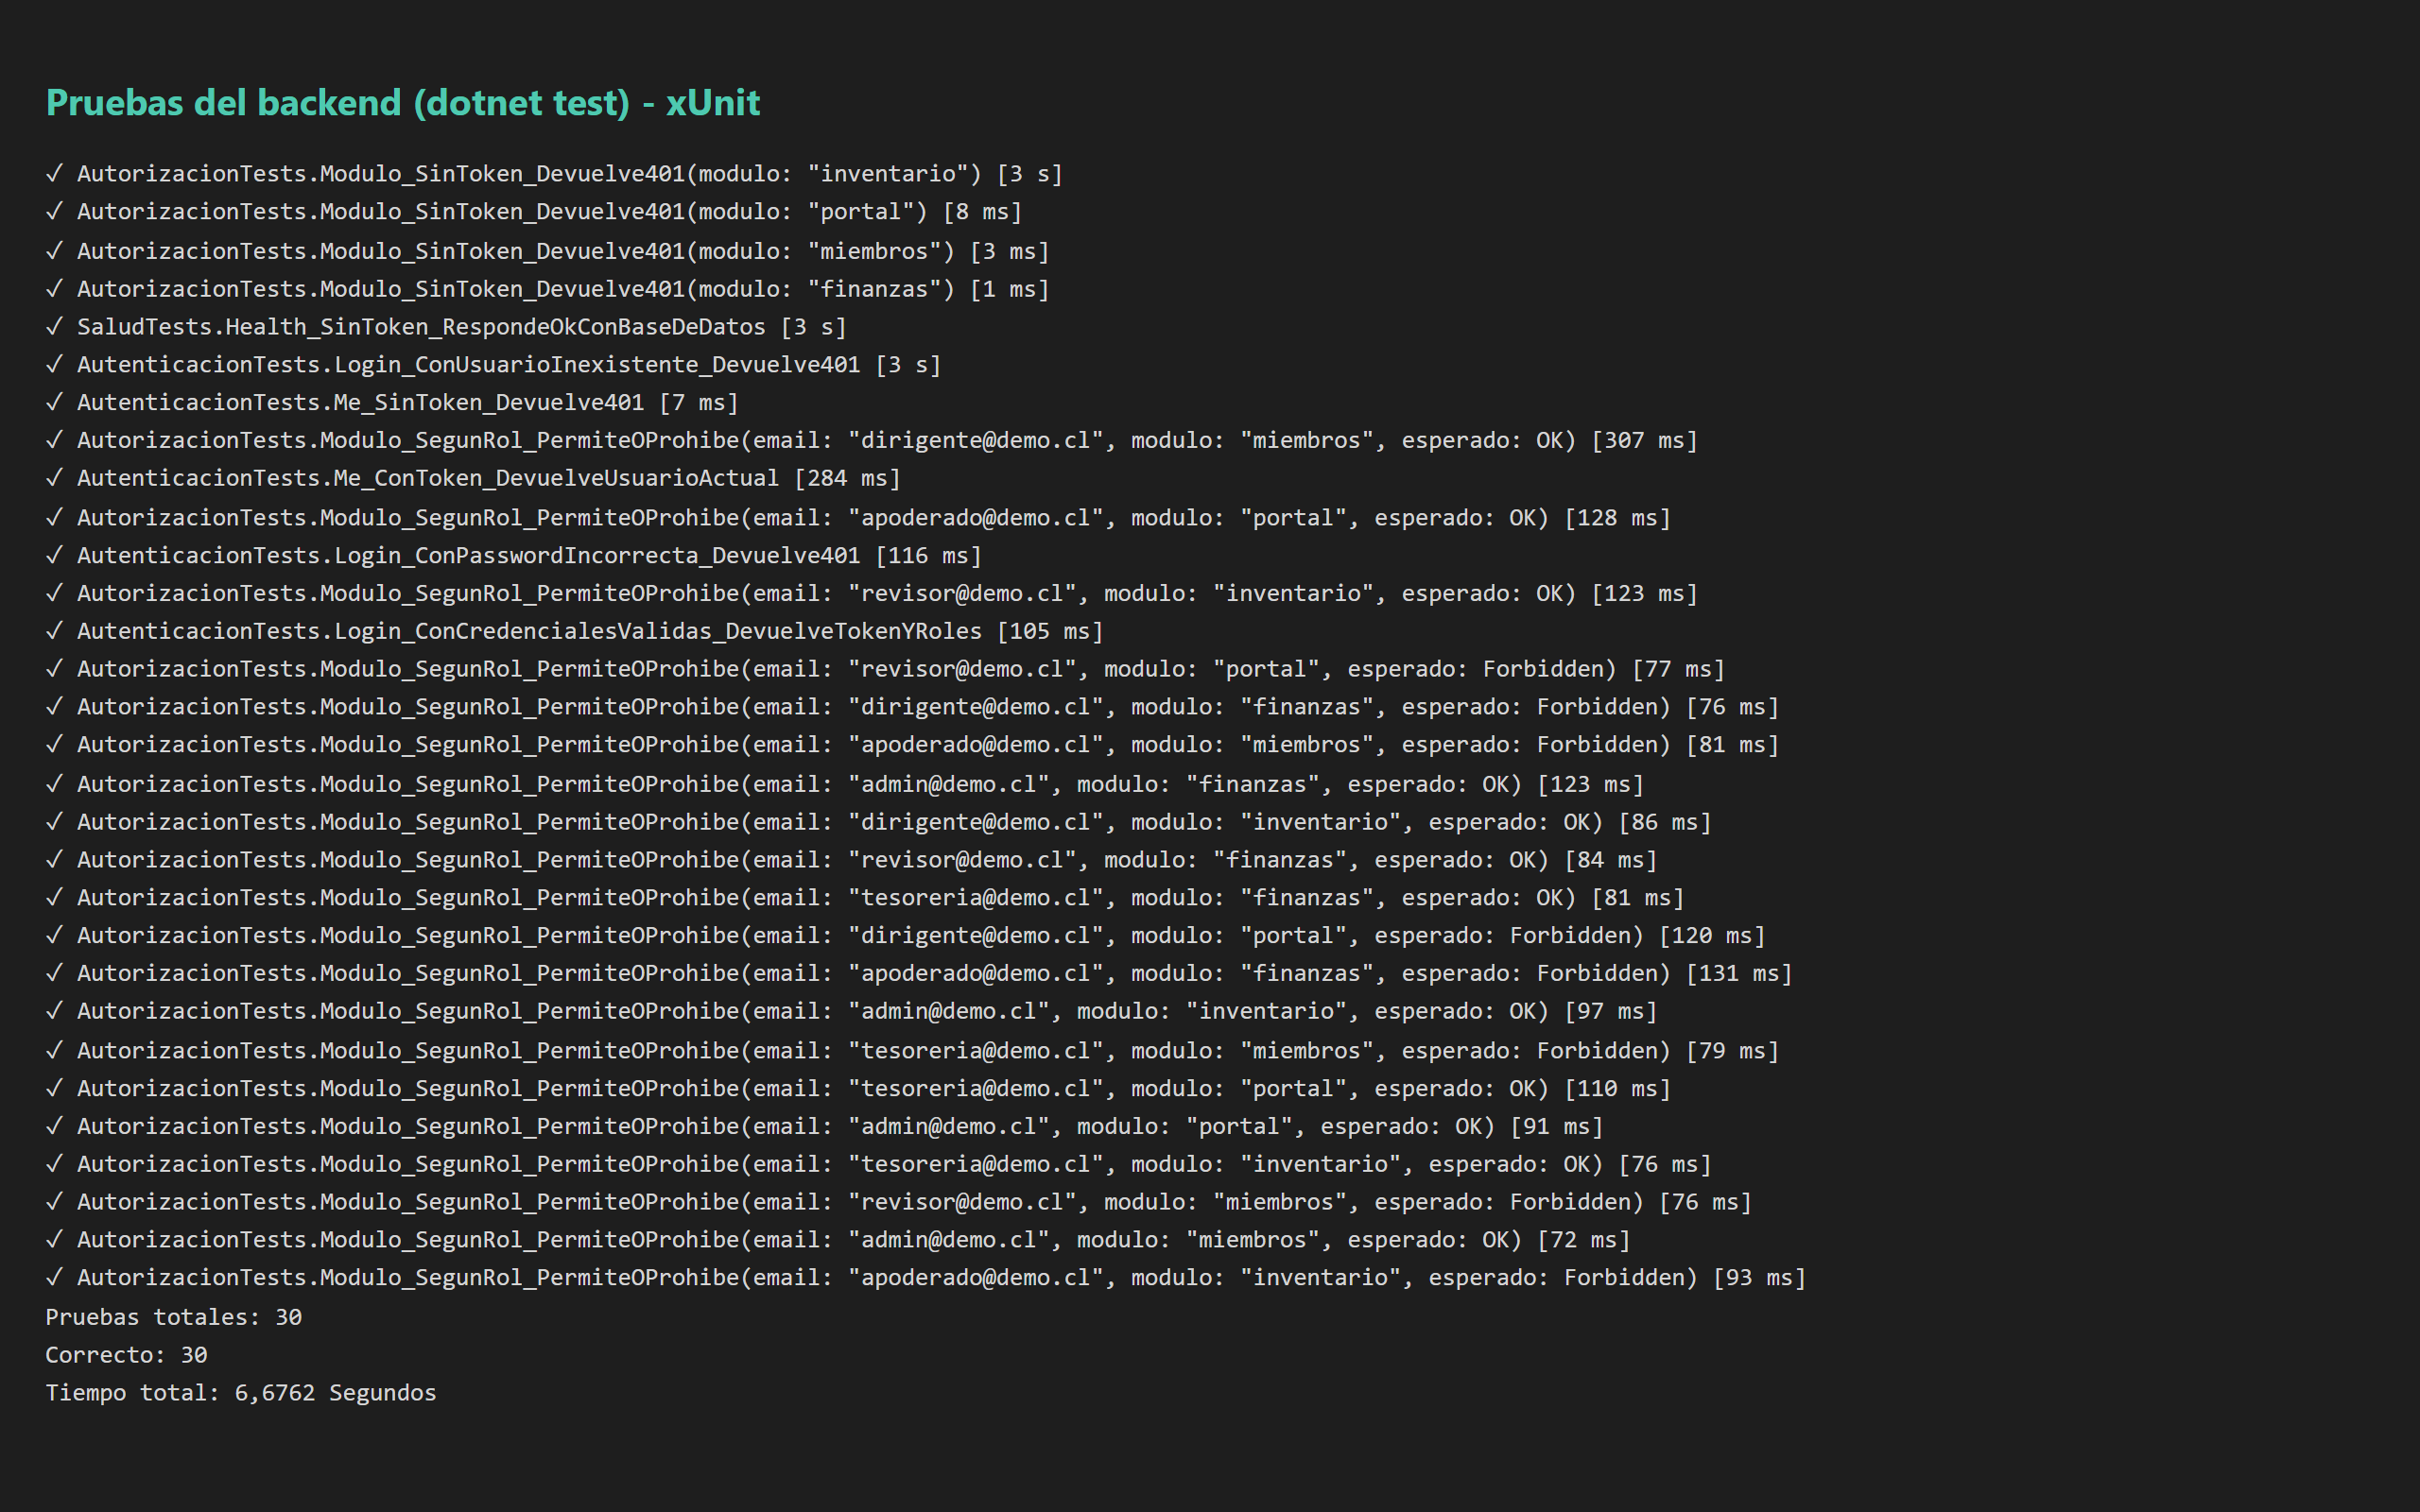 Pruebas del backend (dotnet test) - xUnit
✓ AutorizacionTests.Modulo_SinToken_Devuelve401(modulo: "inventario") [3 s]
✓ AutorizacionTests.Modulo_SinToken_Devuelve401(modulo: "portal") [8 ms]
✓ AutorizacionTests.Modulo_SinToken_Devuelve401(modulo: "miembros") [3 ms]
✓ AutorizacionTests.Modulo_SinToken_Devuelve401(modulo: "finanzas") [1 ms]
✓ SaludTests.Health_SinToken_RespondeOkConBaseDeDatos [3 s]
✓ AutenticacionTests.Login_ConUsuarioInexistente_Devuelve401 [3 s]
✓ AutenticacionTests.Me_SinToken_Devuelve401 [7 ms]
✓ AutorizacionTests.Modulo_SegunRol_PermiteOProhibe(email: "dirigente@demo.cl", modulo: "miembros", esperado: OK) [307 ms]
✓ AutenticacionTests.Me_ConToken_DevuelveUsuarioActual [284 ms]
✓ AutorizacionTests.Modulo_SegunRol_PermiteOProhibe(email: "apoderado@demo.cl", modulo: "portal", esperado: OK) [128 ms]
✓ AutenticacionTests.Login_ConPasswordIncorrecta_Devuelve401 [116 ms]
✓ AutorizacionTests.Modulo_SegunRol_PermiteOProhibe(email: "revisor@demo.cl", modulo: "inventario", esperado: OK) [123 ms]
✓ AutenticacionTests.Login_ConCredencialesValidas_DevuelveTokenYRoles [105 ms]
✓ AutorizacionTests.Modulo_SegunRol_PermiteOProhibe(email: "revisor@demo.cl", modulo: "portal", esperado: Forbidden) [77 ms]
✓ AutorizacionTests.Modulo_SegunRol_PermiteOProhibe(email: "dirigente@demo.cl", modulo: "finanzas", esperado: Forbidden) [76 ms]
✓ AutorizacionTests.Modulo_SegunRol_PermiteOProhibe(email: "apoderado@demo.cl", modulo: "miembros", esperado: Forbidden) [81 ms]
✓ AutorizacionTests.Modulo_SegunRol_PermiteOProhibe(email: "admin@demo.cl", modulo: "finanzas", esperado: OK) [123 ms]
✓ AutorizacionTests.Modulo_SegunRol_PermiteOProhibe(email: "dirigente@demo.cl", modulo: "inventario", esperado: OK) [86 ms]
✓ AutorizacionTests.Modulo_SegunRol_PermiteOProhibe(email: "revisor@demo.cl", modulo: "finanzas", esperado: OK) [84 ms]
✓ AutorizacionTests.Modulo_SegunRol_PermiteOProhibe(email: "tesoreria@demo.cl", modulo: "finanzas", esperado: OK) [81 ms]
✓ AutorizacionTests.Modulo_SegunRol_PermiteOProhibe(email: "dirigente@demo.cl", modulo: "portal", esperado: Forbidden) [120 ms]
✓ AutorizacionTests.Modulo_SegunRol_PermiteOProhibe(email: "apoderado@demo.cl", modulo: "finanzas", esperado: Forbidden) [131 ms]
✓ AutorizacionTests.Modulo_SegunRol_PermiteOProhibe(email: "admin@demo.cl", modulo: "inventario", esperado: OK) [97 ms]
✓ AutorizacionTests.Modulo_SegunRol_PermiteOProhibe(email: "tesoreria@demo.cl", modulo: "miembros", esperado: Forbidden) [79 ms]
✓ AutorizacionTests.Modulo_SegunRol_PermiteOProhibe(email: "tesoreria@demo.cl", modulo: "portal", esperado: OK) [110 ms]
✓ AutorizacionTests.Modulo_SegunRol_PermiteOProhibe(email: "admin@demo.cl", modulo: "portal", esperado: OK) [91 ms]
✓ AutorizacionTests.Modulo_SegunRol_PermiteOProhibe(email: "tesoreria@demo.cl", modulo: "inventario", esperado: OK) [76 ms]
✓ AutorizacionTests.Modulo_SegunRol_PermiteOProhibe(email: "revisor@demo.cl", modulo: "miembros", esperado: Forbidden) [76 ms]
✓ AutorizacionTests.Modulo_SegunRol_PermiteOProhibe(email: "admin@demo.cl", modulo: "miembros", esperado: OK) [72 ms]
✓ AutorizacionTests.Modulo_SegunRol_PermiteOProhibe(email: "apoderado@demo.cl", modulo: "inventario", esperado: Forbidden) [93 ms]
Pruebas totales: 30
Correcto: 30
Tiempo total: 6,6762 Segundos